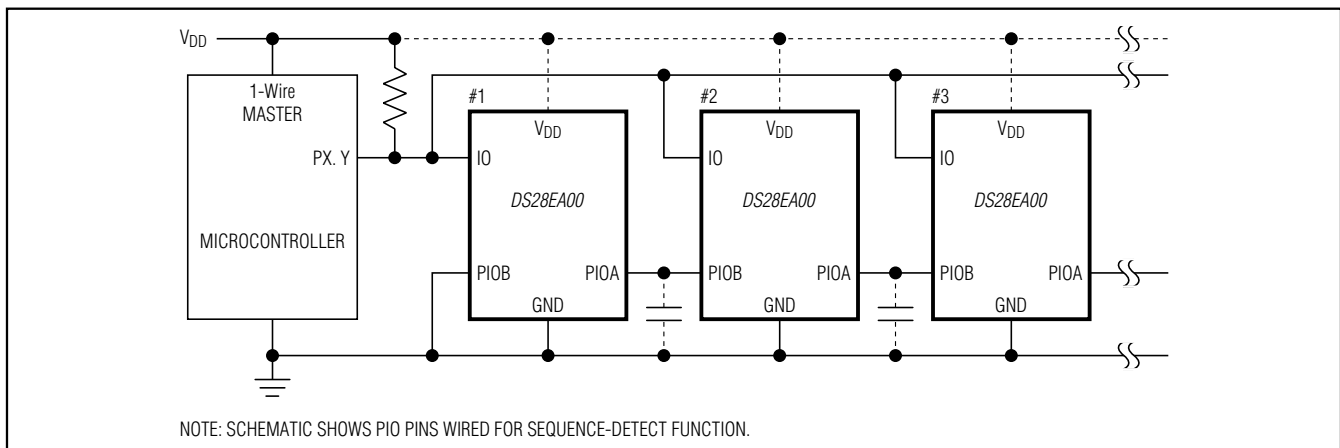 VDD
1-Wire
MASTER
PX. Y
MICROCONTROLLER
#1
VDD
IO
DS28EA00
PIOB
PIOA
GND
#2
VDD
IO
DS28EA00
PIOB
PIOA
GND
#3
VDD
IO
DS28EA00
PIOB
PIOA
GND
NOTE: SCHEMATIC SHOWS PIO PINS WIRED FOR SEQUENCE-DETECT FUNCTION.